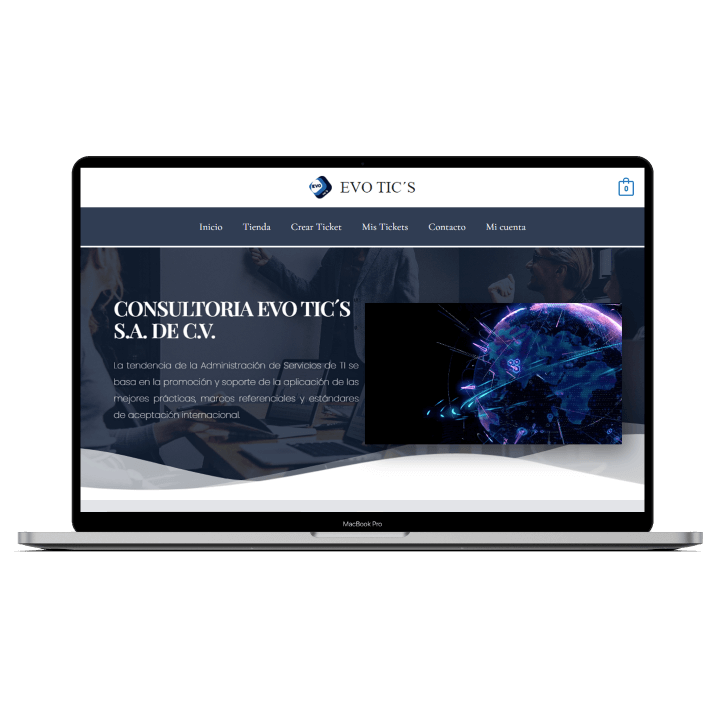 EVO
EVO TIC´S
0
Inicio Tienda Crear Ticket Mis Tickets Contacto Mi cuenta
CONSULTORIA EVO TIC´S
S.A. DE C.V.
La tendencia de la Administración de Servicios de TI se
basa en la promoción y soporte de la aplicación de las
mejores prácticas, marcos referenciales y estándares
de aceptación internacional.
MacBook Pro